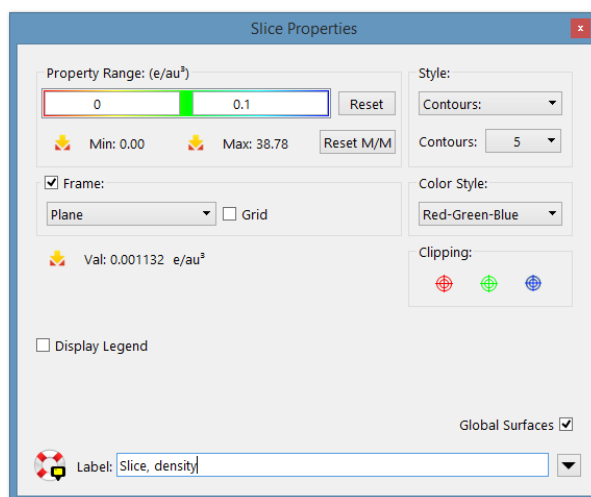 Slice Properties
x
Property Range: (e/au³)
0 0.1 Reset
Min: 0.00 Max: 38.78 Reset M/M
Style:
Contours:
Contours: 5
Frame:
Plane Grid
Color Style:
Red-Green-Blue
Val: 0.001132 e/au³
Clipping:
Display Legend
Global Surfaces
Label: Slice, density